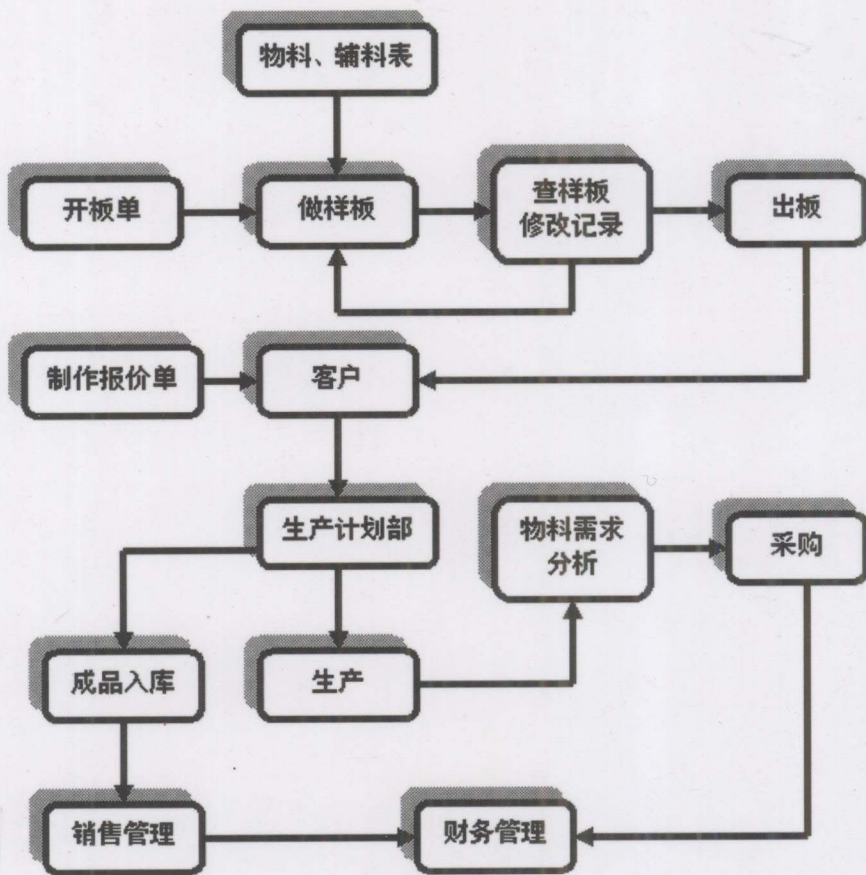 物料、辅料表
开板单
做样板
查样板
修改记录
出板
制作报价单
客户
生产计划部
物料需求
分析
采购
成品入库
生产
销售管理
财务管理